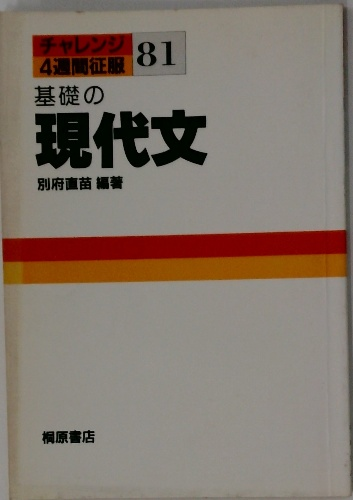 チャレンジ
4週間征服
81
基礎の
現代文
別府直苗 編著
桐原書店